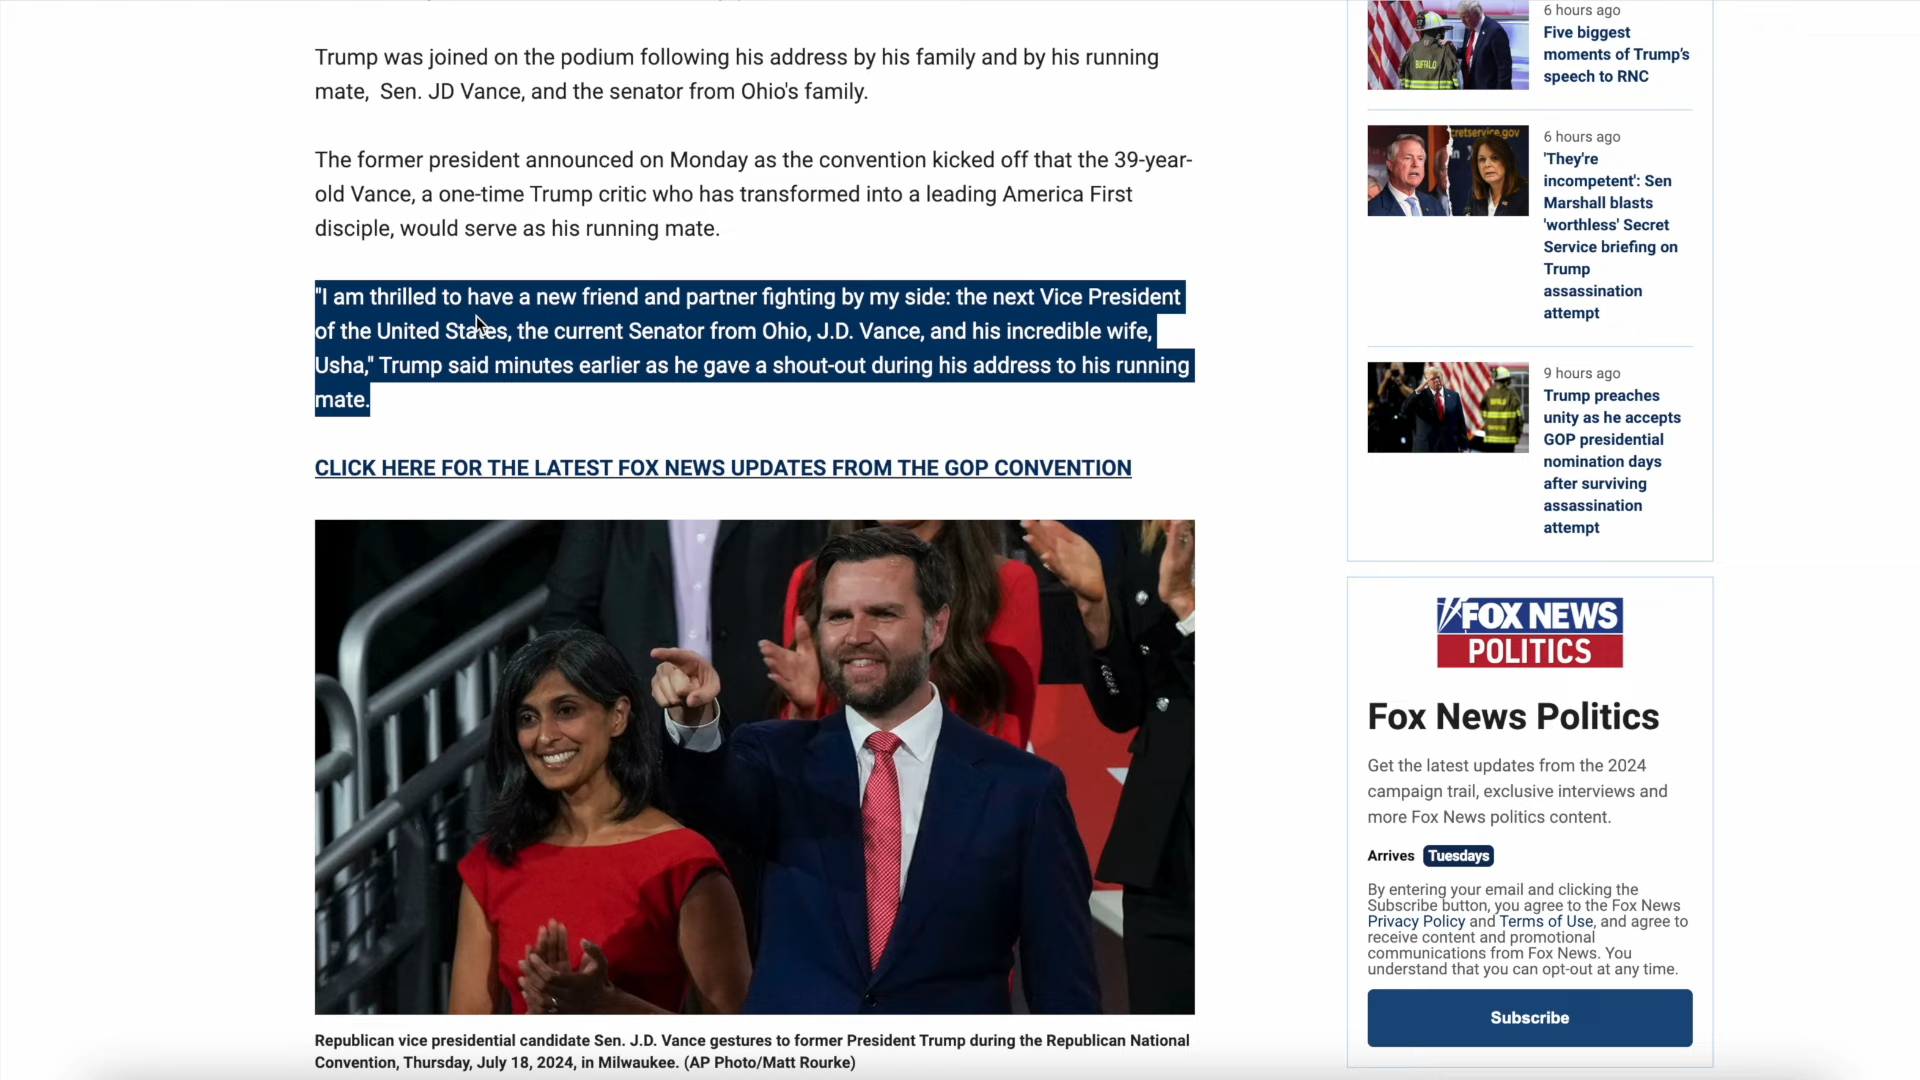 Trump was joined on the podium following his address by his family and by his running
mate,  Sen. JD Vance, and the senator from Ohio's family.
The former president announced on Monday as the convention kicked off that the 39-year-
old Vance, a one-time Trump critic who has transformed into a leading America First
disciple, would serve as his running mate.
"I am thrilled to have a new friend and partner fighting by my side: the next Vice President
of the United States, the current Senator from Ohio, J.D. Vance, and his incredible wife,
Usha," Trump said minutes earlier as he gave a shout-out during his address to his running
mate.
CLICK HERE FOR THE LATEST FOX NEWS UPDATES FROM THE GOP CONVENTION
Republican vice presidential candidate Sen. J.D. Vance gestures to former President Trump during the Republican National
Convention, Thursday, July 18, 2024, in Milwaukee. (AP Photo/Matt Rourke)
BUFFALO
6 hours ago
Five biggest
moments of Trump’s
speech to RNC
cretservice.gov
6 hours ago
'They're
incompetent': Sen
Marshall blasts
'worthless' Secret
Service briefing on
Trump
assassination
attempt
9 hours ago
Trump preaches
unity as he accepts
GOP presidential
nomination days
after surviving
assassination
attempt
FOX NEWS
POLITICS
Fox News Politics
Get the latest updates from the 2024
campaign trail, exclusive interviews and
more Fox News politics content.
Arrives Tuesdays
By entering your email and clicking the
Subscribe button, you agree to the Fox News
Privacy Policy and Terms of Use, and agree to
receive content and promotional
communications from Fox News. You
understand that you can opt-out at any time.
Subscribe